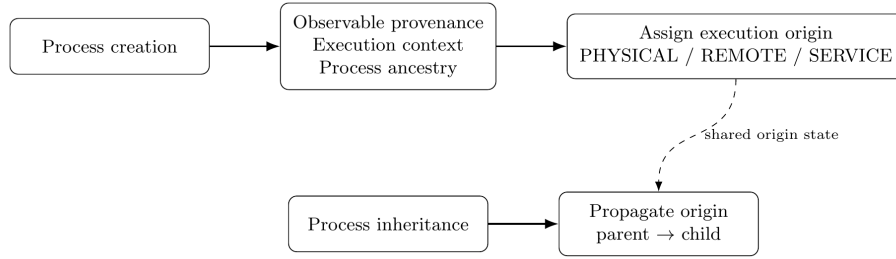 Process creation
Observable provenance
Execution context
Process ancestry
Assign execution origin
PHYSICAL / REMOTE / SERVICE
shared origin state
Process inheritance
Propagate origin
parent → child